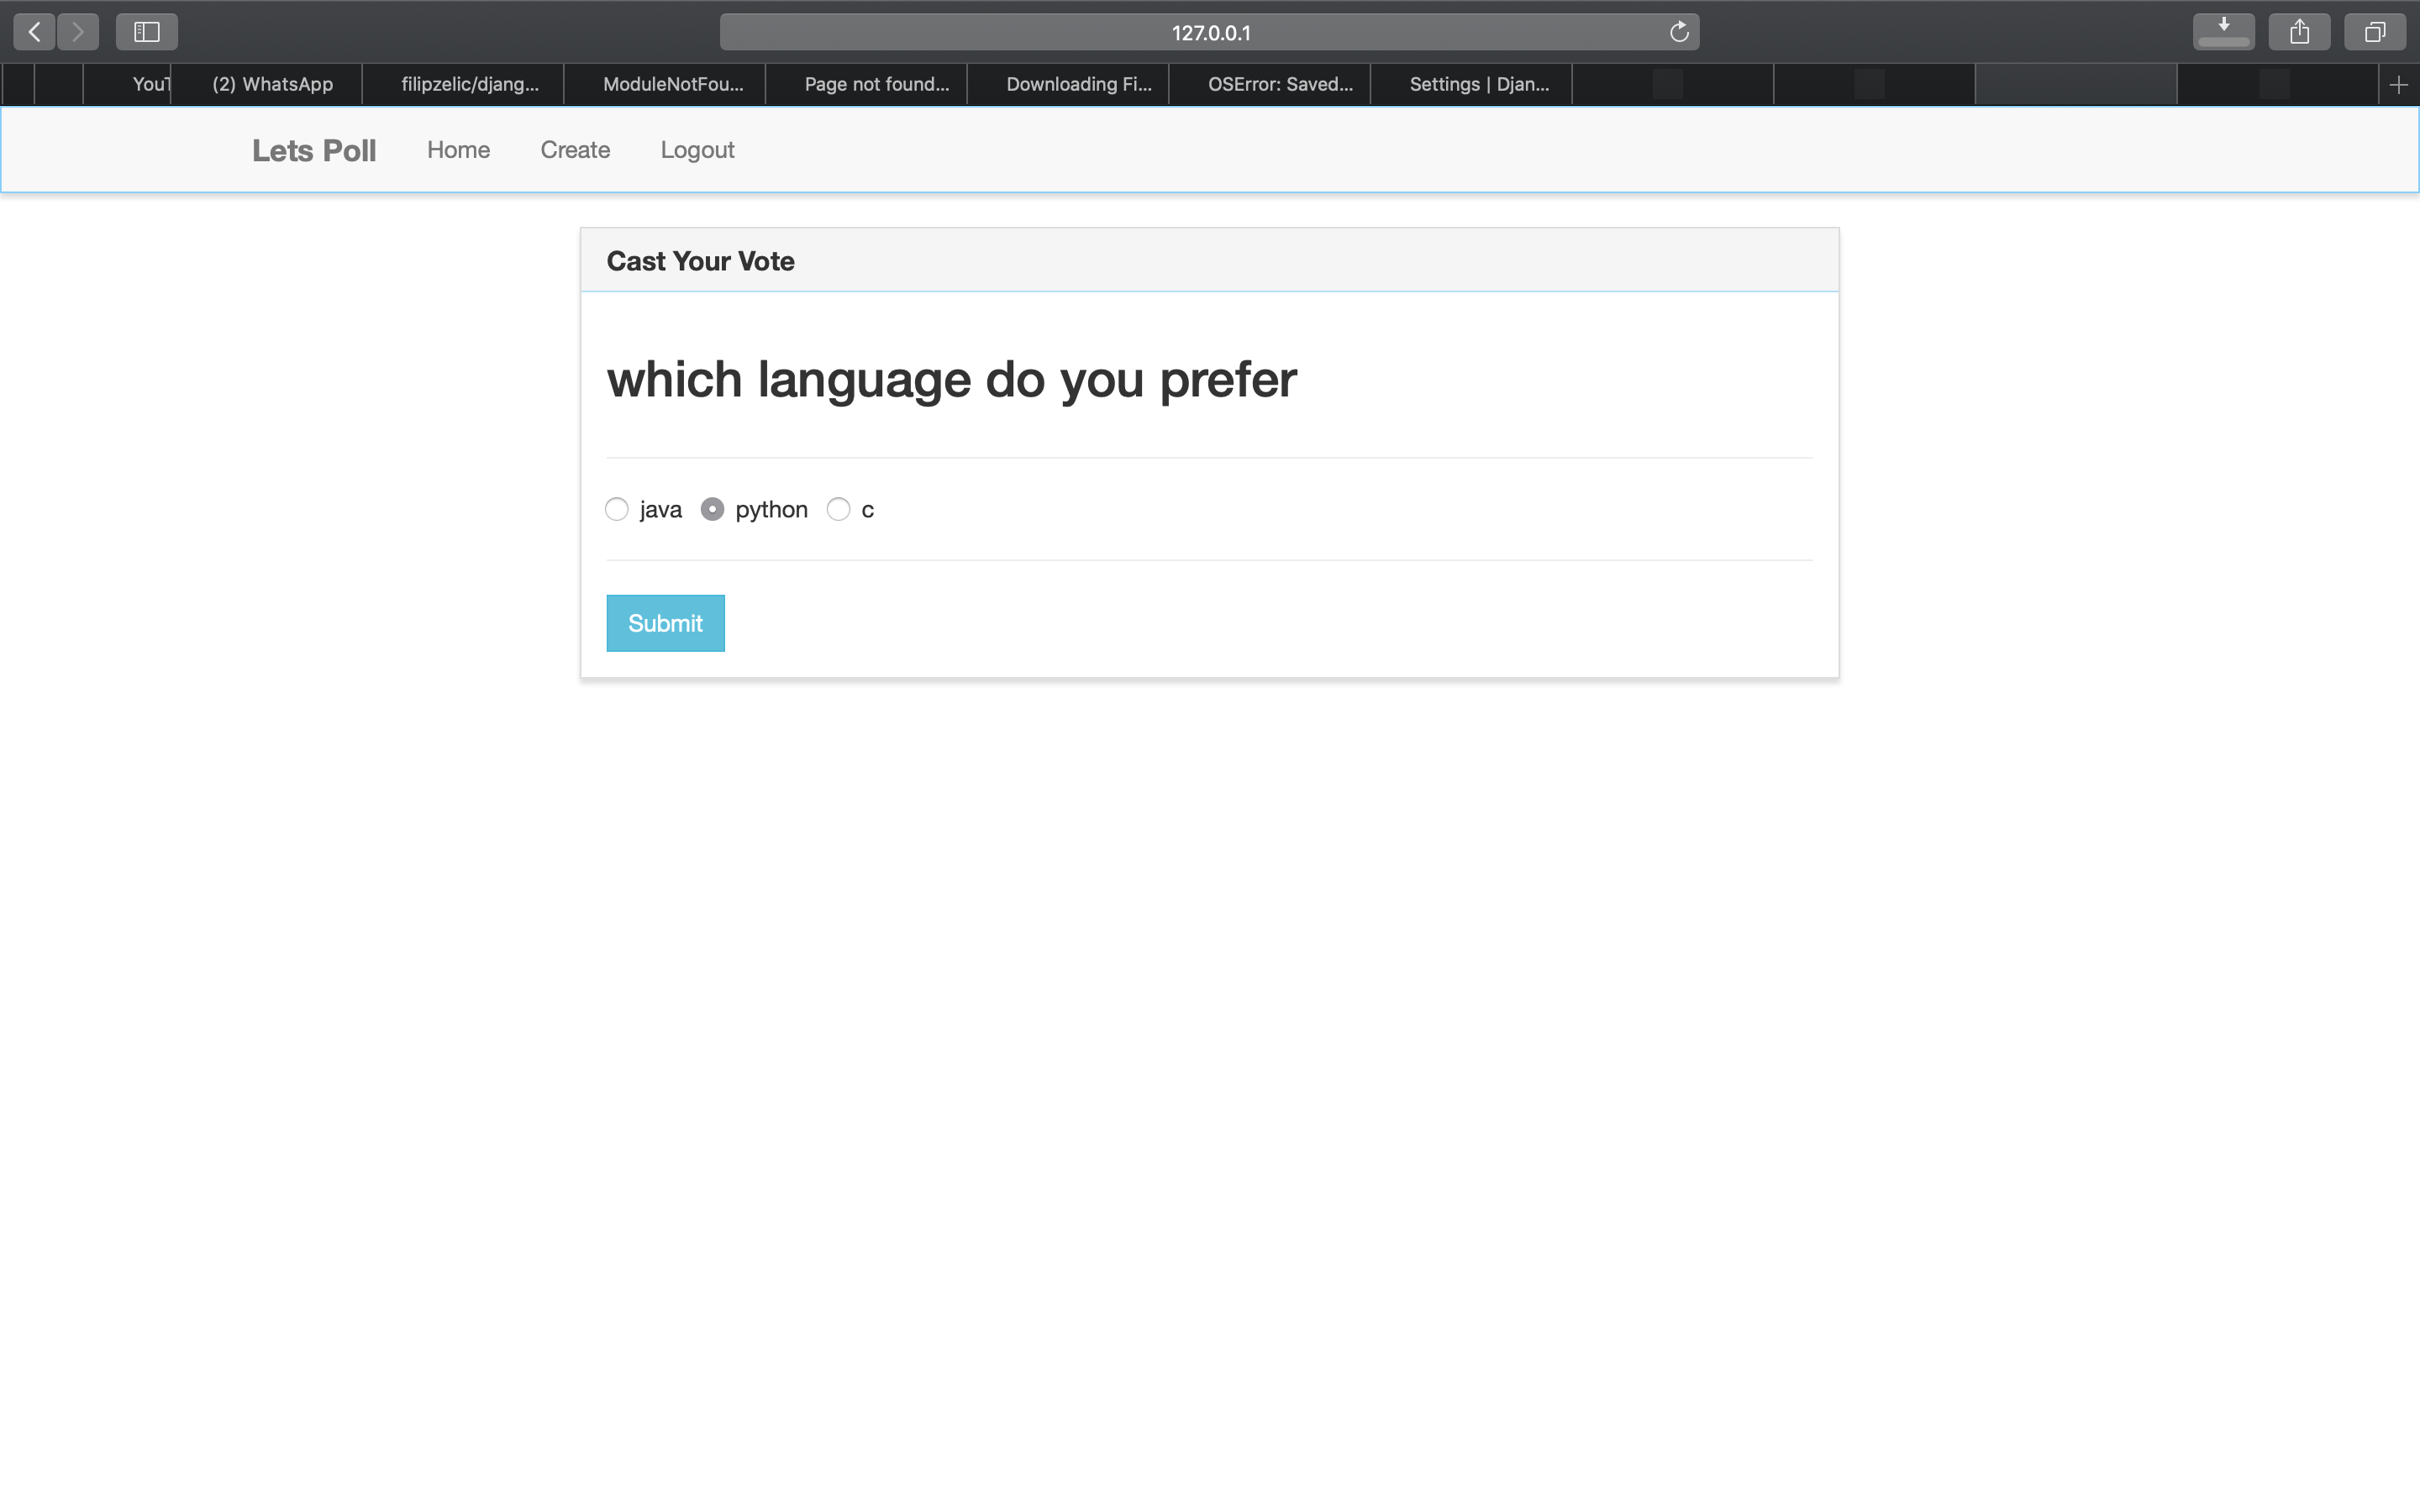 127.0.0.1
YouT (2) WhatsApp filipzelic/djang... ModuleNotFou... Page not found... Downloading Fi... OSError: Saved... Settings | Djan...
Lets Poll Home Create Logout
Cast Your Vote
which language do you prefer
java python c
Submit